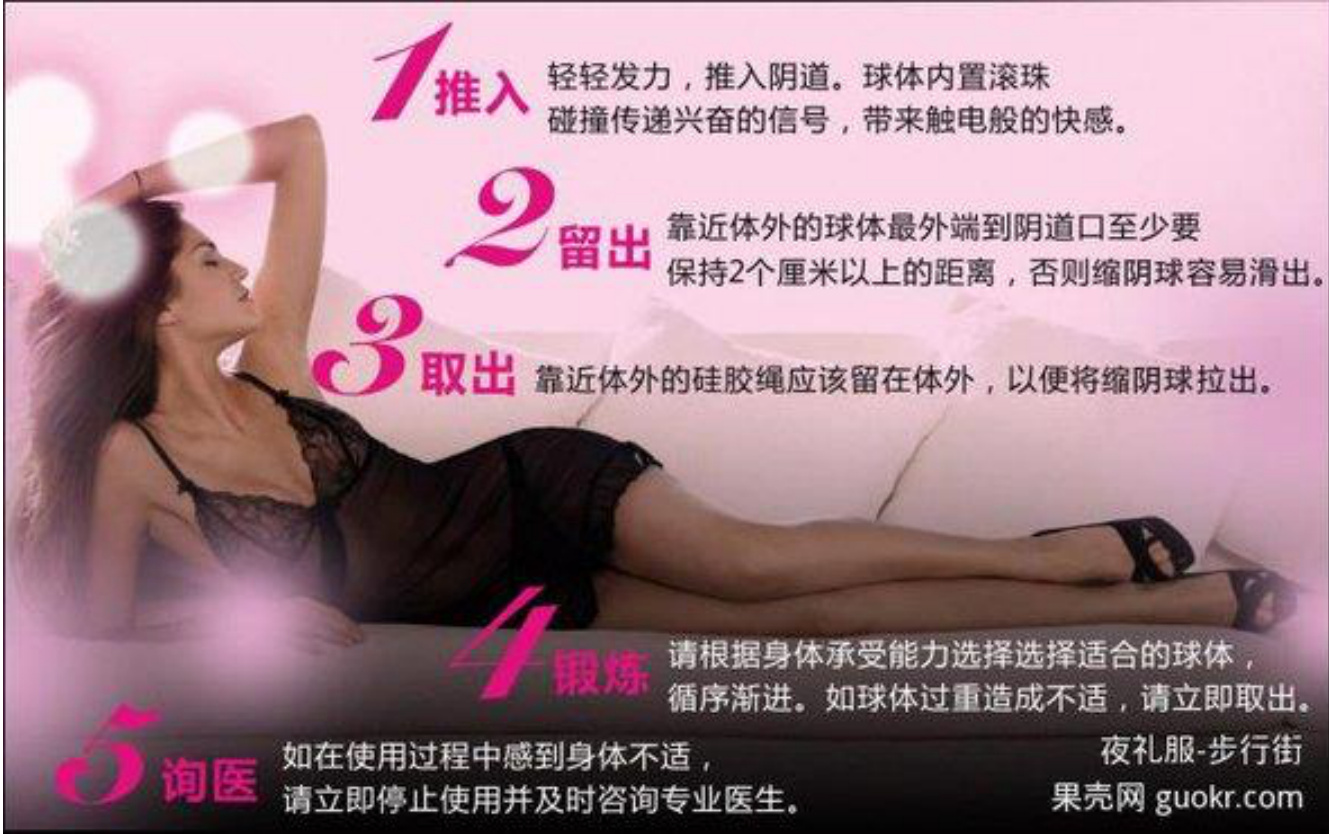 1 推入
轻轻发力，推入阴道。球体内置滚珠
碰撞传递兴奋的信号，带来触电般的快感。
2 留出
靠近体外的球体最外端到阴道口至少要
保持2个厘米以上的距离，否则缩阴球容易滑出。
3 取出
靠近体外的硅胶绳应该留在体外，以便将缩阴球拉出。
4 锻炼
请根据身体承受能力选择选择适合的球体，
循序渐进。如球体过重造成不适，请立即取出。
5 询医
如在使用过程中感到身体不适，
请立即停止使用并及时咨询专业医生。
夜礼服-步行街
果壳网 guokr.com